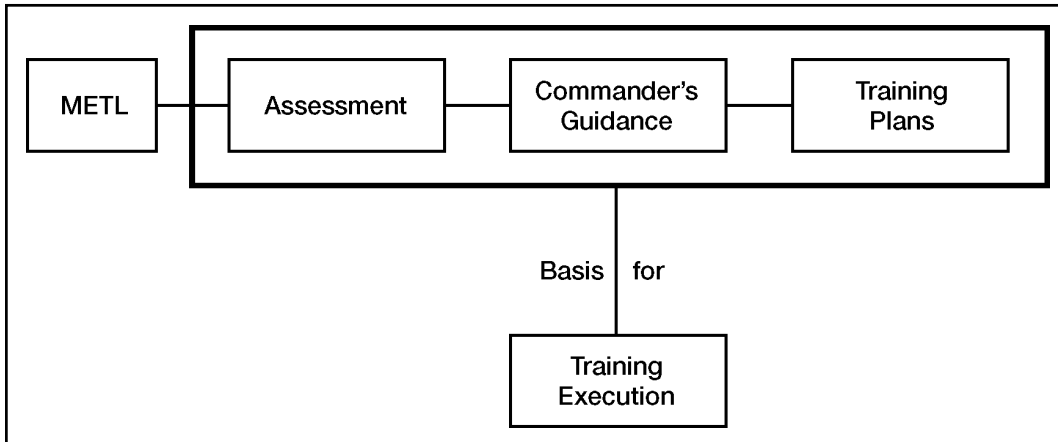 METL
Assessment
Commander's
Guidance
Training
Plans
Basis for
Training
Execution